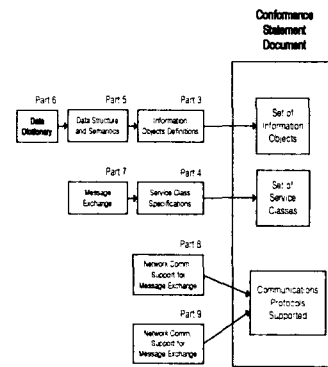 Conformance
Statement
Document
Part 6
Part 5
Part 3
Data
Dictionary
Data Structure
and Semantics
Information
Objects Definitions
Set of
Information
Objects
Part 7
Part 4
Message
Exchange
Service Class
Specifications
Set of
Service
Classes
Part 8
Network Comm.
Support for
Message Exchange
Communications
Protocols
Supported
Part 9
Network Comm.
Support for
Message Exchange